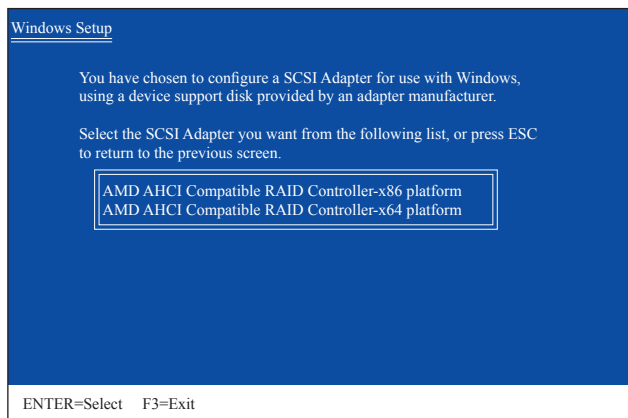 Windows Setup
You have chosen to configure a SCSI Adapter for use with Windows,
using a device support disk provided by an adapter manufacturer.
Select the SCSI Adapter you want from the following list, or press ESC
to return to the previous screen.
AMD AHCI Compatible RAID Controller-x86 platform
AMD AHCI Compatible RAID Controller-x64 platform
ENTER=Select F3=Exit